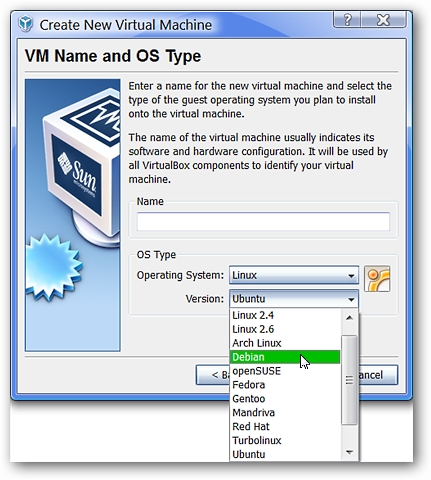 Create New Virtual Machine
VM Name and OS Type
Enter a name for the new virtual machine and select the
type of the guest operating system you plan to install
onto the virtual machine.
The name of the virtual machine usually indicates its
software and hardware configuration. It will be used by
all VirtualBox components to identify your virtual
machine.
Sun
Name
OS Type
Operating System: Linux
Version: Ubuntu
Linux 2.4
Linux 2.6
Arch Linux
Debian
openSUSE
Fedora
Gentoo
Mandriva
Red Hat
Turbolinux
Ubuntu
< Ba
ancel